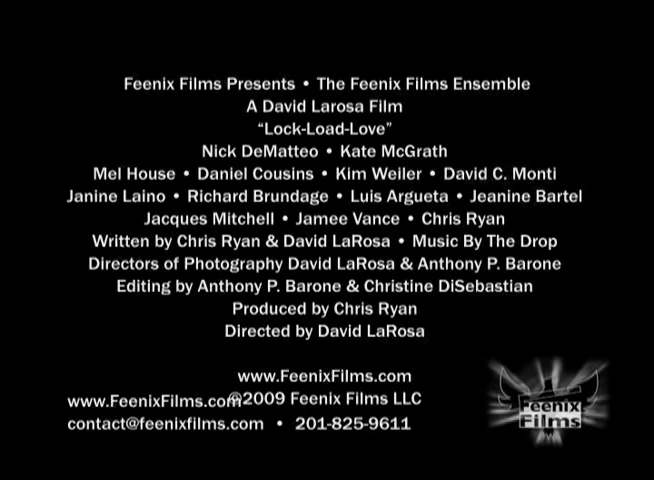 Feenix Films Presents • The Feenix Films Ensemble
A David Larosa Film
“Lock-Load-Love”
Nick DeMatteo • Kate McGrath
Mel House • Daniel Cousins • Kim Weiler • David C. Monti
Janine Laino • Richard Brundage • Luis Argueta • Jeanine Bartel
Jacques Mitchell • Jamee Vance • Chris Ryan
Written by Chris Ryan & David LaRosa • Music By The Drop
Directors of Photography David LaRosa & Anthony P. Barone
Editing by Anthony P. Barone & Christine DiSebastian
Produced by Chris Ryan
Directed by David LaRosa
www.FeenixFilms.com
©2009 Feenix Films LLC
www.FeenixFilms.com
contact@feenixfilms.com • 201-825-9611
Feenix
Films